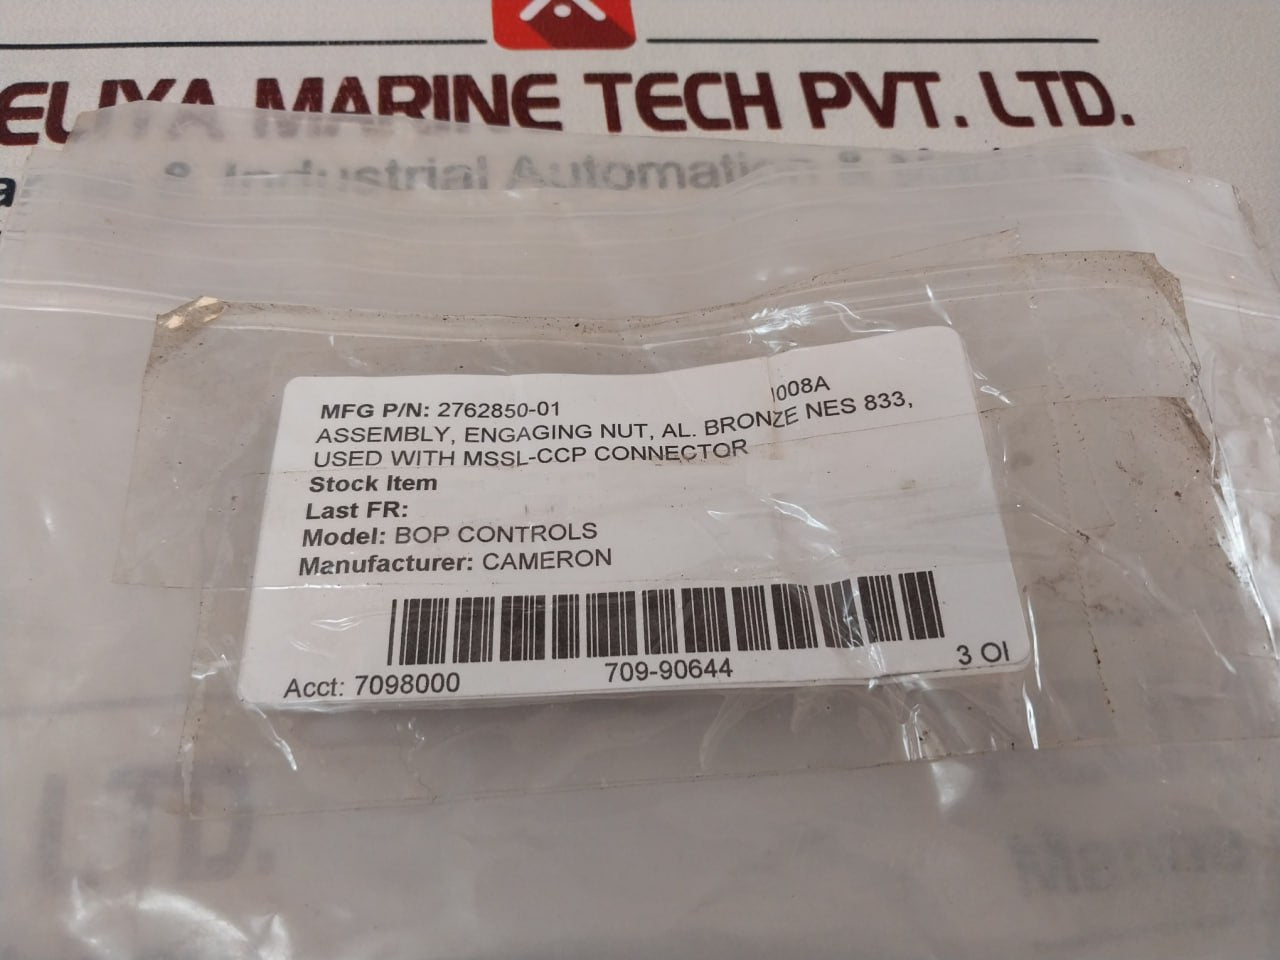 ELIYA MARINE TECH PVT. LTD.
& Industrial Automation &
MFG P/N: 2762850-01 008A
ASSEMBLY, ENGAGING NUT, AL. BRONZE NES 833,
USED WITH MSSL-CCP CONNECTOR
Stock Item
Last FR:
Model: BOP CONTROLS
Manufacturer: CAMERON
709-90644
Acct: 7098000
3 OI
LTD.
Marine